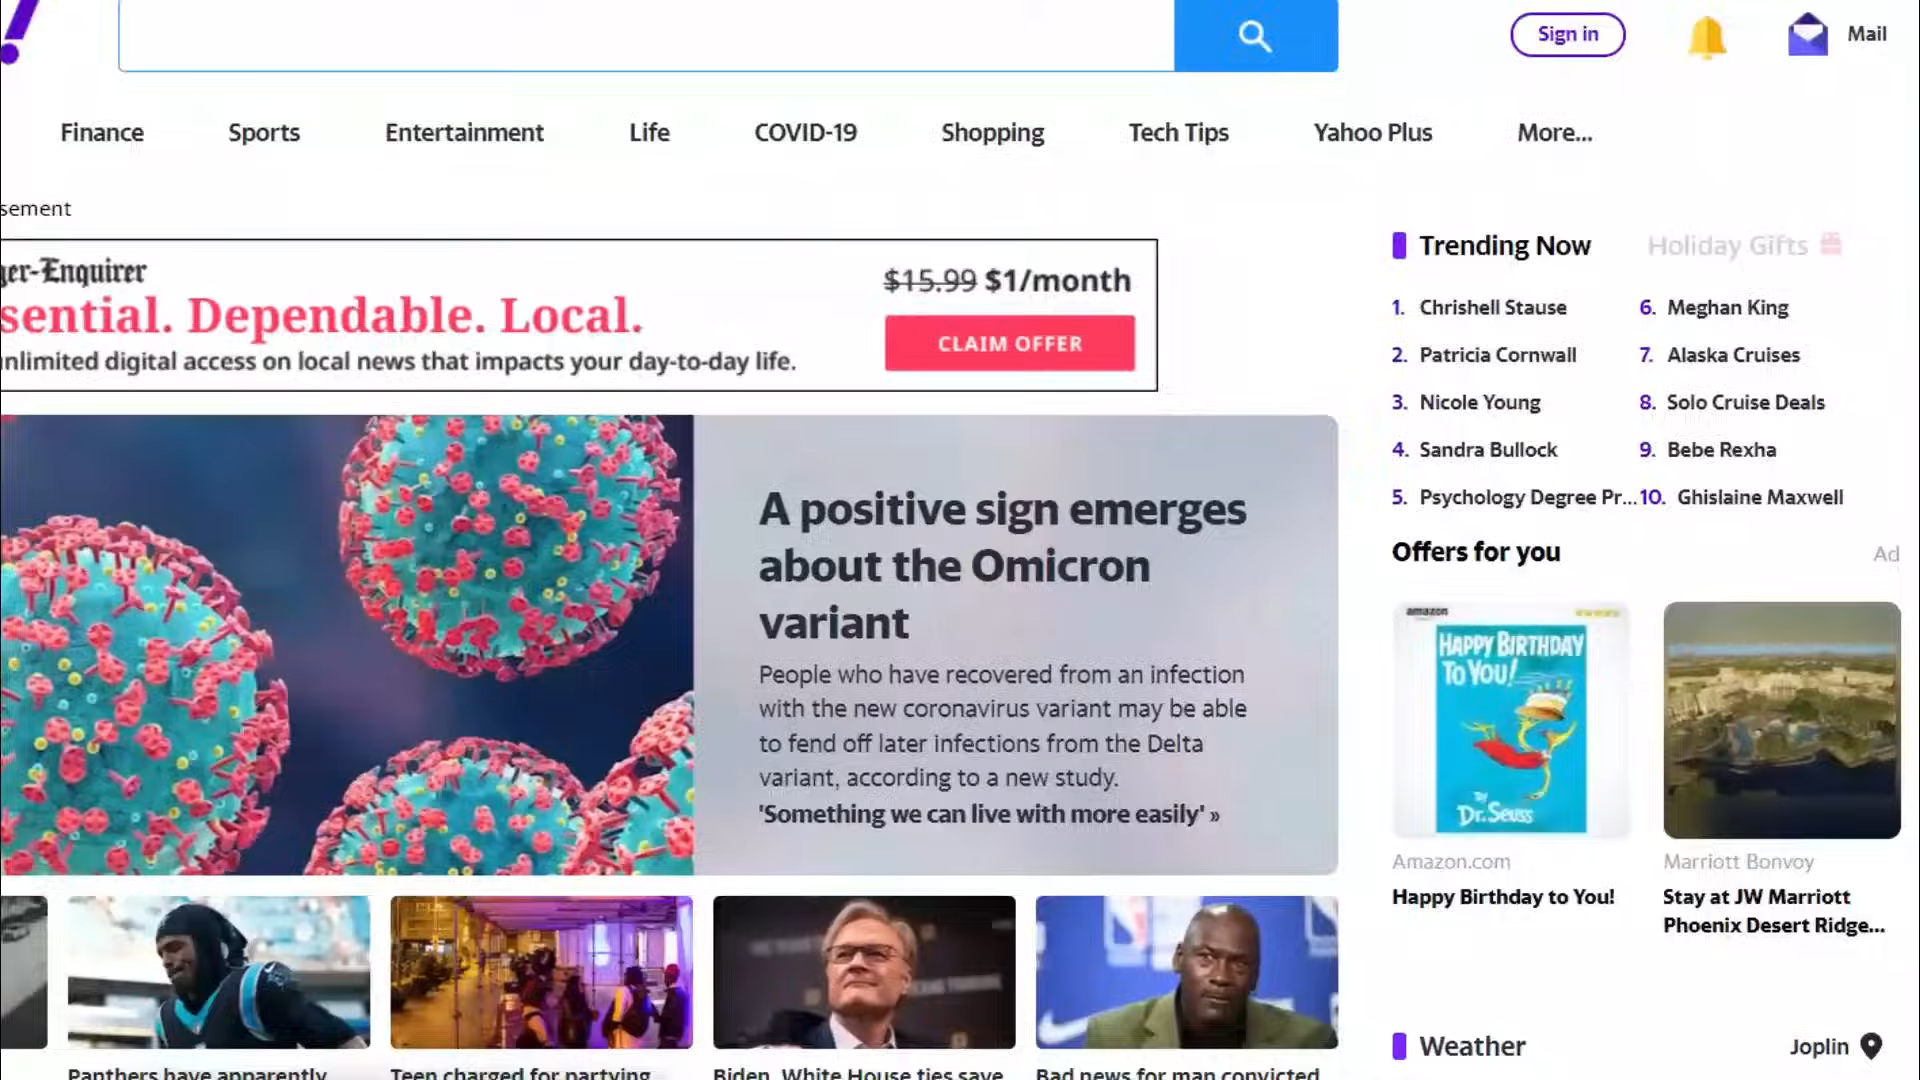 !
Sign in
Mail
Finance
Sports
Entertainment
Life
COVID-19
Shopping
Tech Tips
Yahoo Plus
More...
sement
ger-Enquirer
sential. Dependable. Local.
nlimited digital access on local news that impacts your day-to-day life.
$15.99 $1/month
CLAIM OFFER
A positive sign emerges
about the Omicron
variant
People who have recovered from an infection
with the new coronavirus variant may be able
to fend off later infections from the Delta
variant, according to a new study.
'Something we can live with more easily' »
Panthers have apparently
Teen charged for partying
Biden, White House ties save
Bad news for man convicted
Trending Now
Holiday Gifts
1. Chrishell Stause
2. Patricia Cornwall
3. Nicole Young
4. Sandra Bullock
5. Psychology Degree Pr...
6. Meghan King
7. Alaska Cruises
8. Solo Cruise Deals
9. Bebe Rexha
10. Ghislaine Maxwell
Offers for you
Ad
amazon
HAPPY BIRTHDAY
TO YOU!
By
Dr. Seuss
Amazon.com
Happy Birthday to You!
Marriott Bonvoy
Stay at JW Marriott
Phoenix Desert Ridge...
Weather
Joplin